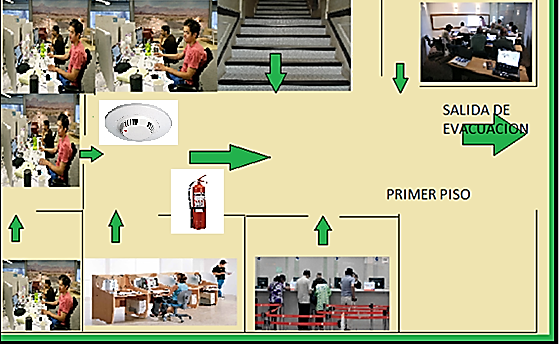 SALIDA DE
EVACUACION
PRIMER PISO